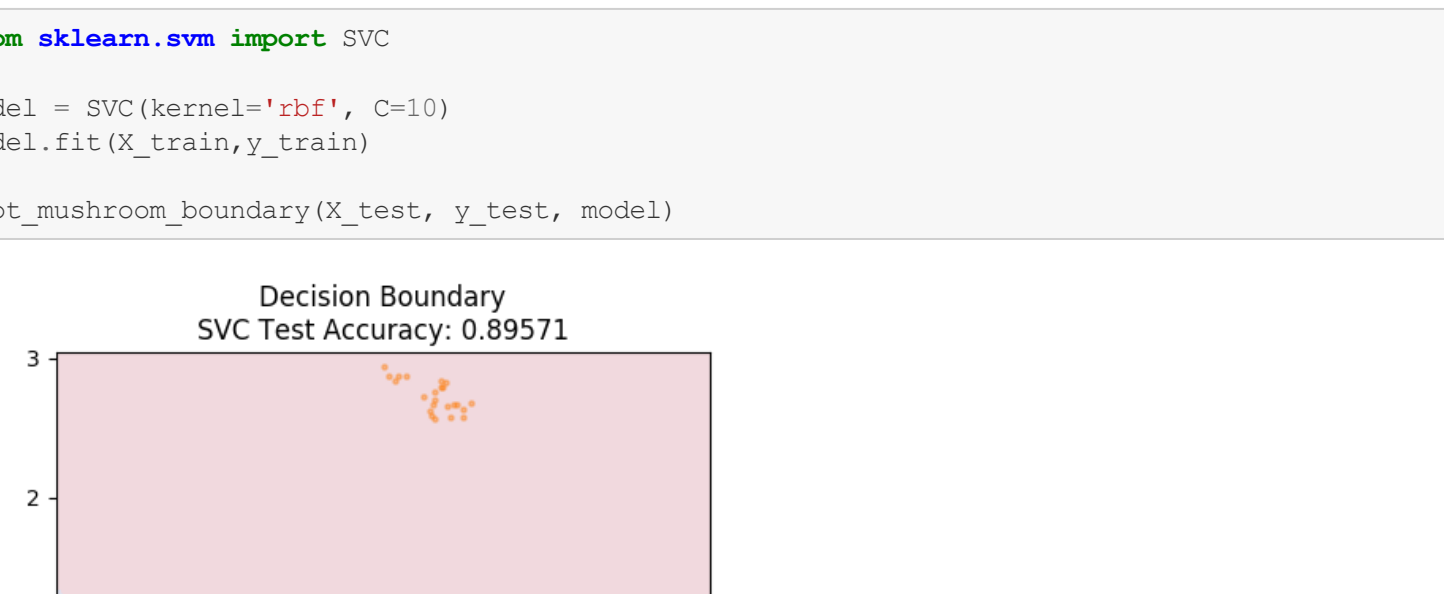 om sklearn.svm import SVC
del = SVC(kernel='rbf', C=10)
del.fit(X_train,y_train)
ot_mushroom_boundary(X_test, y_test, model)
Decision Boundary
SVC Test Accuracy: 0.89571
3
2